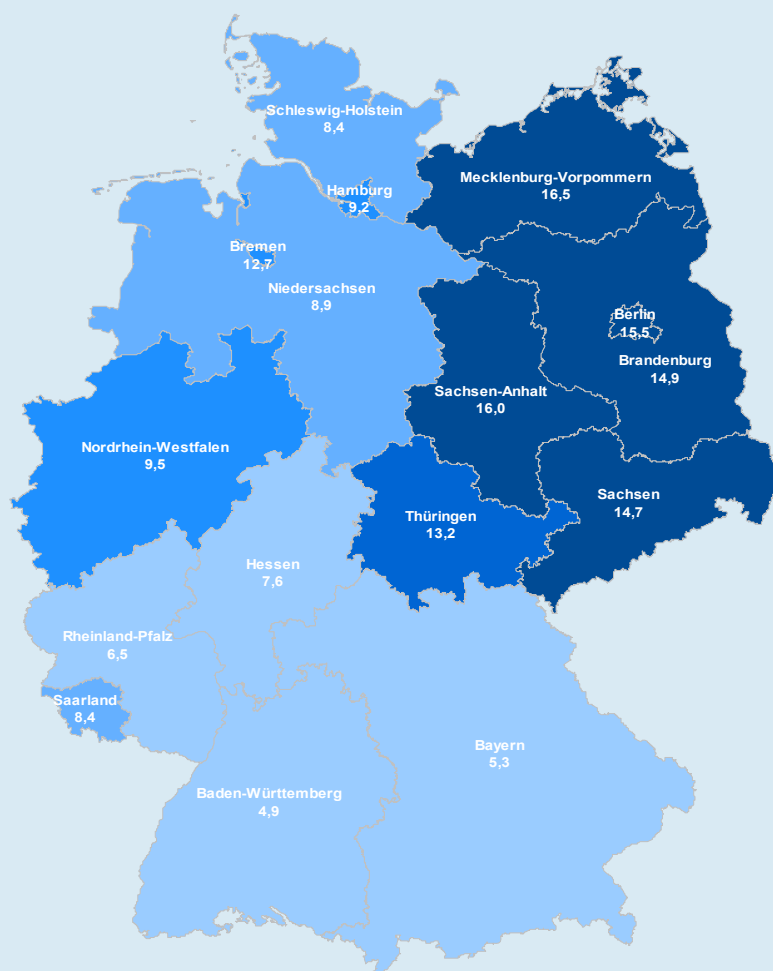 Schleswig-Holstein
8,4
Mecklenburg-Vorpommern
16,5
Hamburg
9,2
Bremen
12,7
Niedersachsen
8,9
Berlin
15,5
Brandenburg
14,9
Sachsen-Anhalt
16,0
Nordrhein-Westfalen
9,5
Sachsen
14,7
Thüringen
13,2
Hessen
7,6
Rheinland-Pfalz
6,5
Saarland
8,4
Bayern
5,3
Baden-Württemberg
4,9